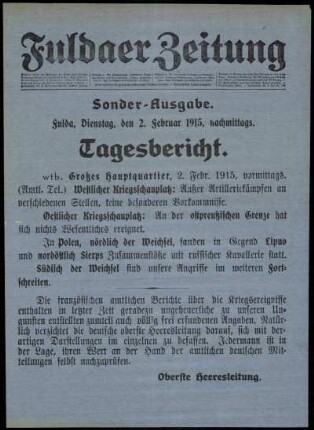 Fuldaer Zeitung
Sonder-Ausgabe.
Fulda, Dienstag, den 2. Februar 1915, nachmittags.
Tagesbericht.
wtb. Großes Hauptquartier, 2. Febr. 1915, vormittags.
(Amtl. Tel.) Westlicher Kriegsschauplatz: Außer Artilleriekämpfen an
verschiedenen Stellen, keine besonderen Vorkommnisse.
Oestlicher Kriegsschauplatz: An der ostpreußischen Grenze hat
sich nichts Wesentliches ereignet.
In Polen, nördlich der Weichsel, fanden in Gegend Lipno
und nordöstlich Sierps Zusammenstöße mit russischer Kavallerie statt.
Südlich der Weichsel sind unsere Angriffe im weiteren Fort-
schreiten.
Die französischen amtlichen Berichte über die Kriegsereignisse
enthalten in letzter Zeit geradezu ungeheuerliche zu unseren Un-
gunsten entstellten zumteil auch völlig frei erfundenen Angaben. Natür-
lich verzichtet die deutsche oberste Heeresleitung darauf, sich mit der-
artigen Darstellungen im einzelnen zu befassen. Jedermann ist in
der Lage, ihren Wert an der Hand der amtlichen deutschen Mit-
teilungen selbst nachzuprüfen.
Oberste Heeresleitung.